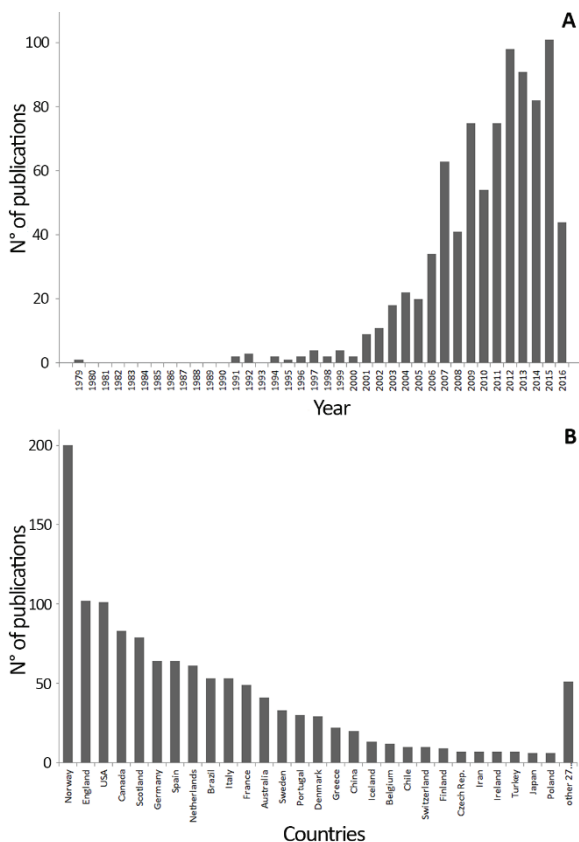 A
100
80
60
40
20
0
N° of publications
1979 1980 1981 1982 1983 1984 1985 1986 1987 1988 1989 1990 1991 1992 1993 1994 1995 1996 1997 1998 1999 2000 2001 2002 2003 2004 2005 2006 2007 2008 2009 2010 2011 2012 2013 2014 2015 2016
Year
B
200
150
100
50
0
N° of publications
Norway England USA Canada Scotland Germany Spain Netherlands Brazil Italy France Australia Sweden Portugal Denmark Greece China Iceland Belgium Chile Switzerland Finland Czech Rep. Iran Ireland Turkey Japan Poland other 27...
Countries